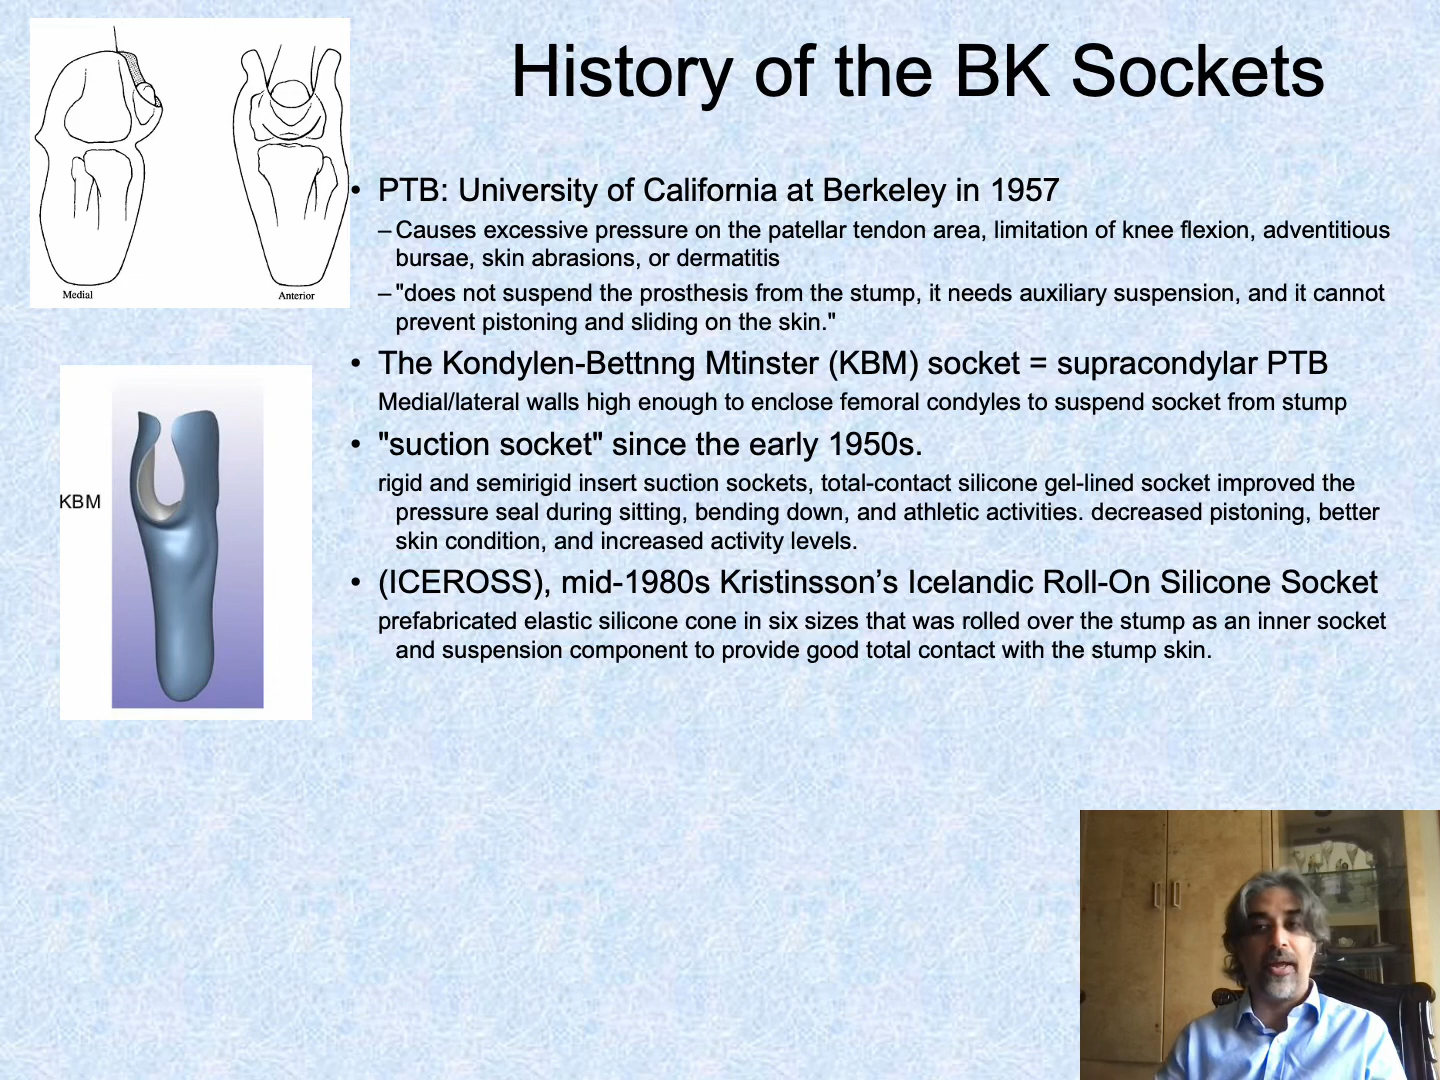 History of the BK Sockets
Medial
Anterior
• PTB: University of California at Berkeley in 1957
– Causes excessive pressure on the patellar tendon area, limitation of knee flexion, adventitious
bursae, skin abrasions, or dermatitis
– "does not suspend the prosthesis from the stump, it needs auxiliary suspension, and it cannot
prevent pistoning and sliding on the skin."
• The Kondylen-Bettnng Mtinster (KBM) socket = supracondylar PTB
Medial/lateral walls high enough to enclose femoral condyles to suspend socket from stump
• "suction socket" since the early 1950s.
rigid and semirigid insert suction sockets, total-contact silicone gel-lined socket improved the
pressure seal during sitting, bending down, and athletic activities. decreased pistoning, better
skin condition, and increased activity levels.
• (ICEROSS), mid-1980s Kristinsson’s Icelandic Roll-On Silicone Socket
prefabricated elastic silicone cone in six sizes that was rolled over the stump as an inner socket
and suspension component to provide good total contact with the stump skin.
KBM